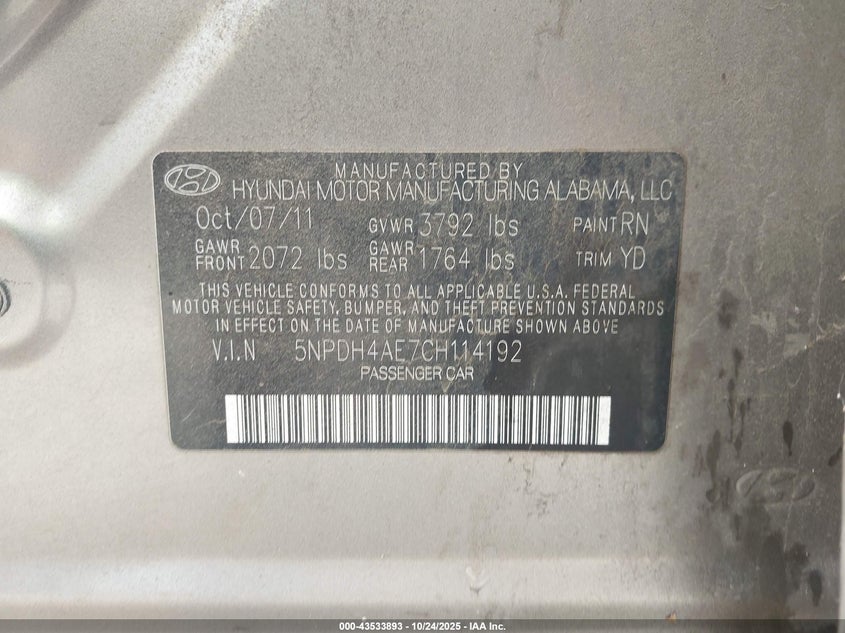 MANUFACTURED BY
HYUNDAI MOTOR MANUFACTURING ALABAMA, LLC
Oct/07/11 GVWR 3792 lbs PAINT RN
GAWR FRONT 2072 lbs GAWR REAR 1764 lbs TRIM YD
THIS VEHICLE CONFORMS TO ALL APPLICABLE U.S.A. FEDERAL
MOTOR VEHICLE SAFETY, BUMPER, AND THEFT PREVENTION STANDARDS
IN EFFECT ON THE DATE OF MANUFACTURE SHOWN ABOVE.
V.I.N 5NPDH4AE7CH114192
PASSENGER CAR
000-43533893 - 10/24/2025 - IAA Inc.